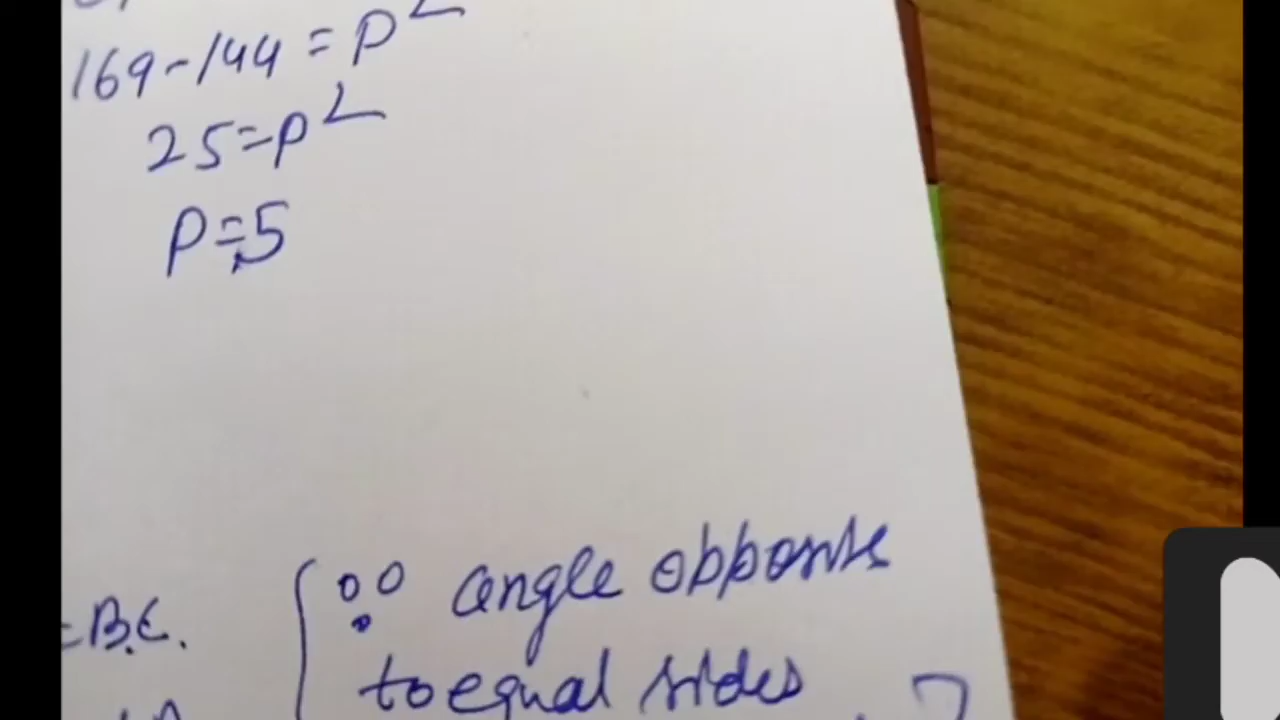 169-144 = p²
25=p²
p=5
=B.C.
angle opposite
to equal sides